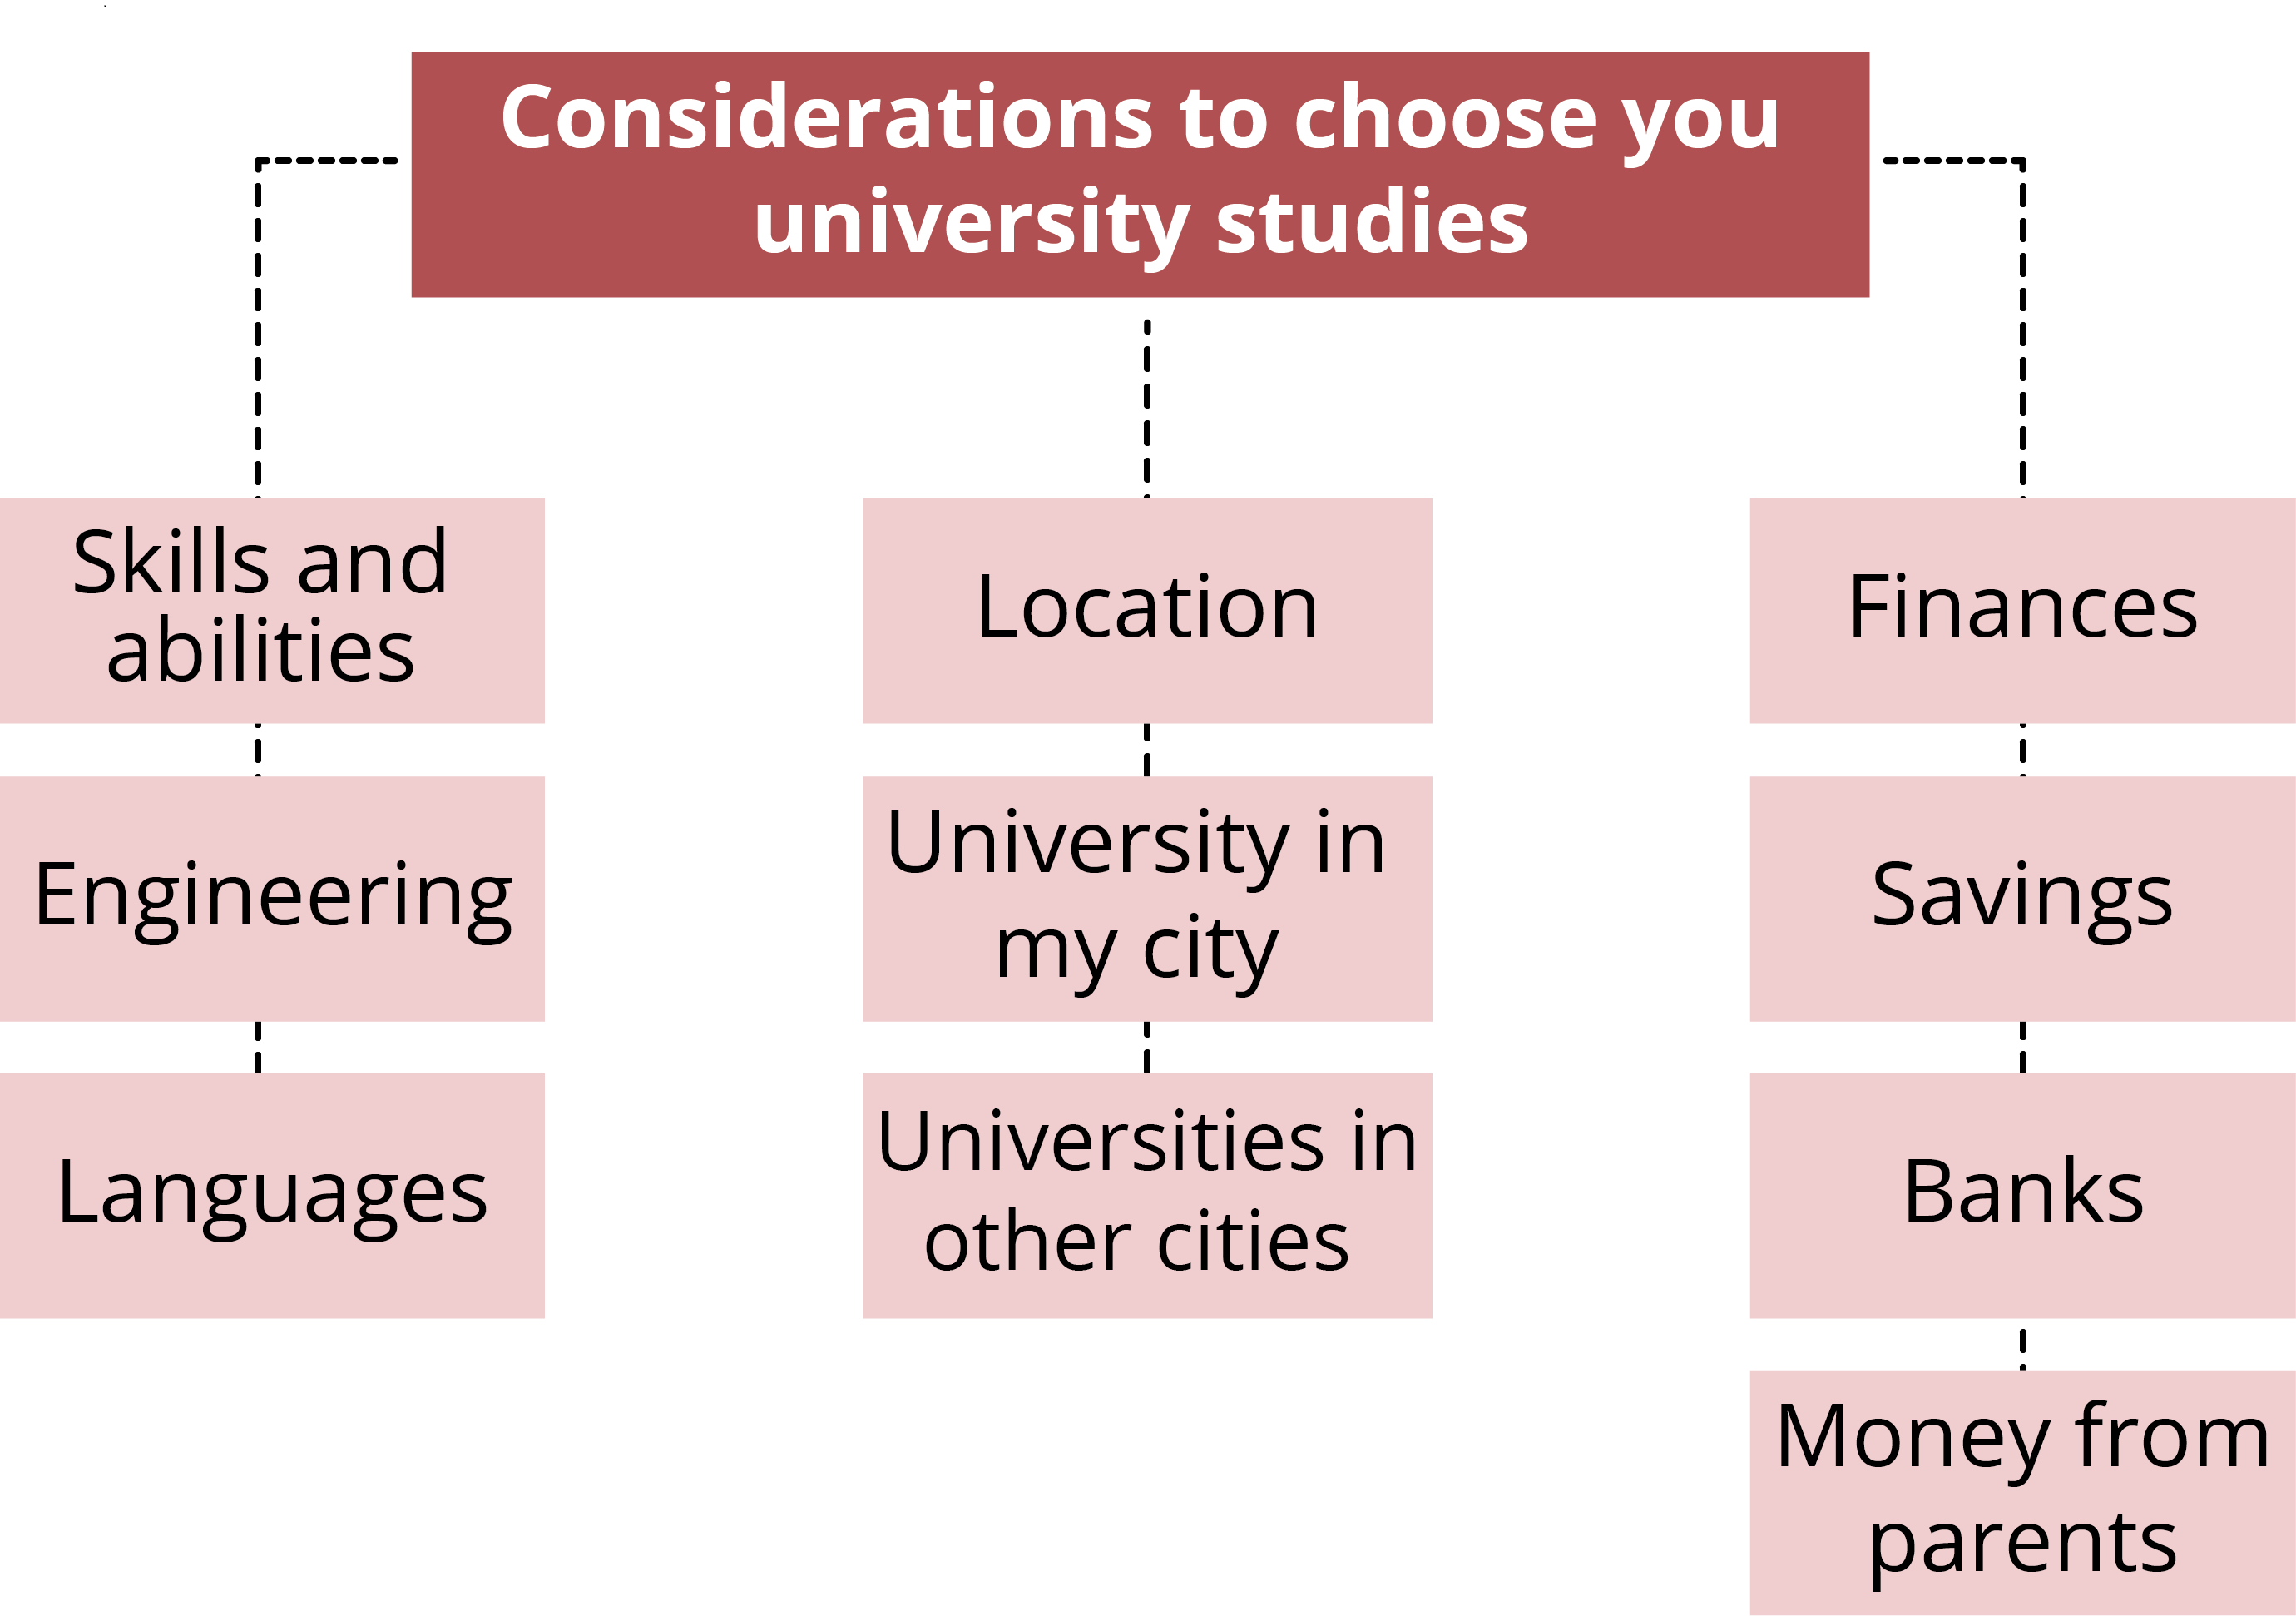 Considerations to choose you
university studies
Skills and
abilities
Engineering
Languages
Location
University in
my city
Universities in
other cities
Finances
Savings
Banks
Money from
parents